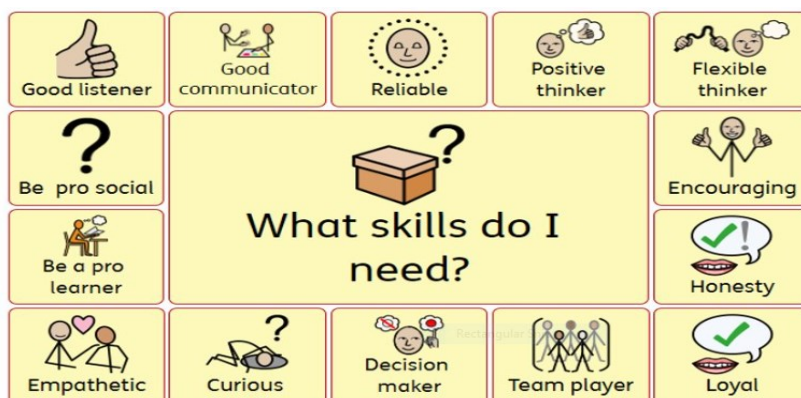 Good listener
Good
communicator
Reliable
Positive
thinker
Flexible
thinker
Be pro social
What skills do I
need?
Encouraging
Be a pro
learner
Honesty
Empathetic
Curious
Decision
maker
Team player
Loyal